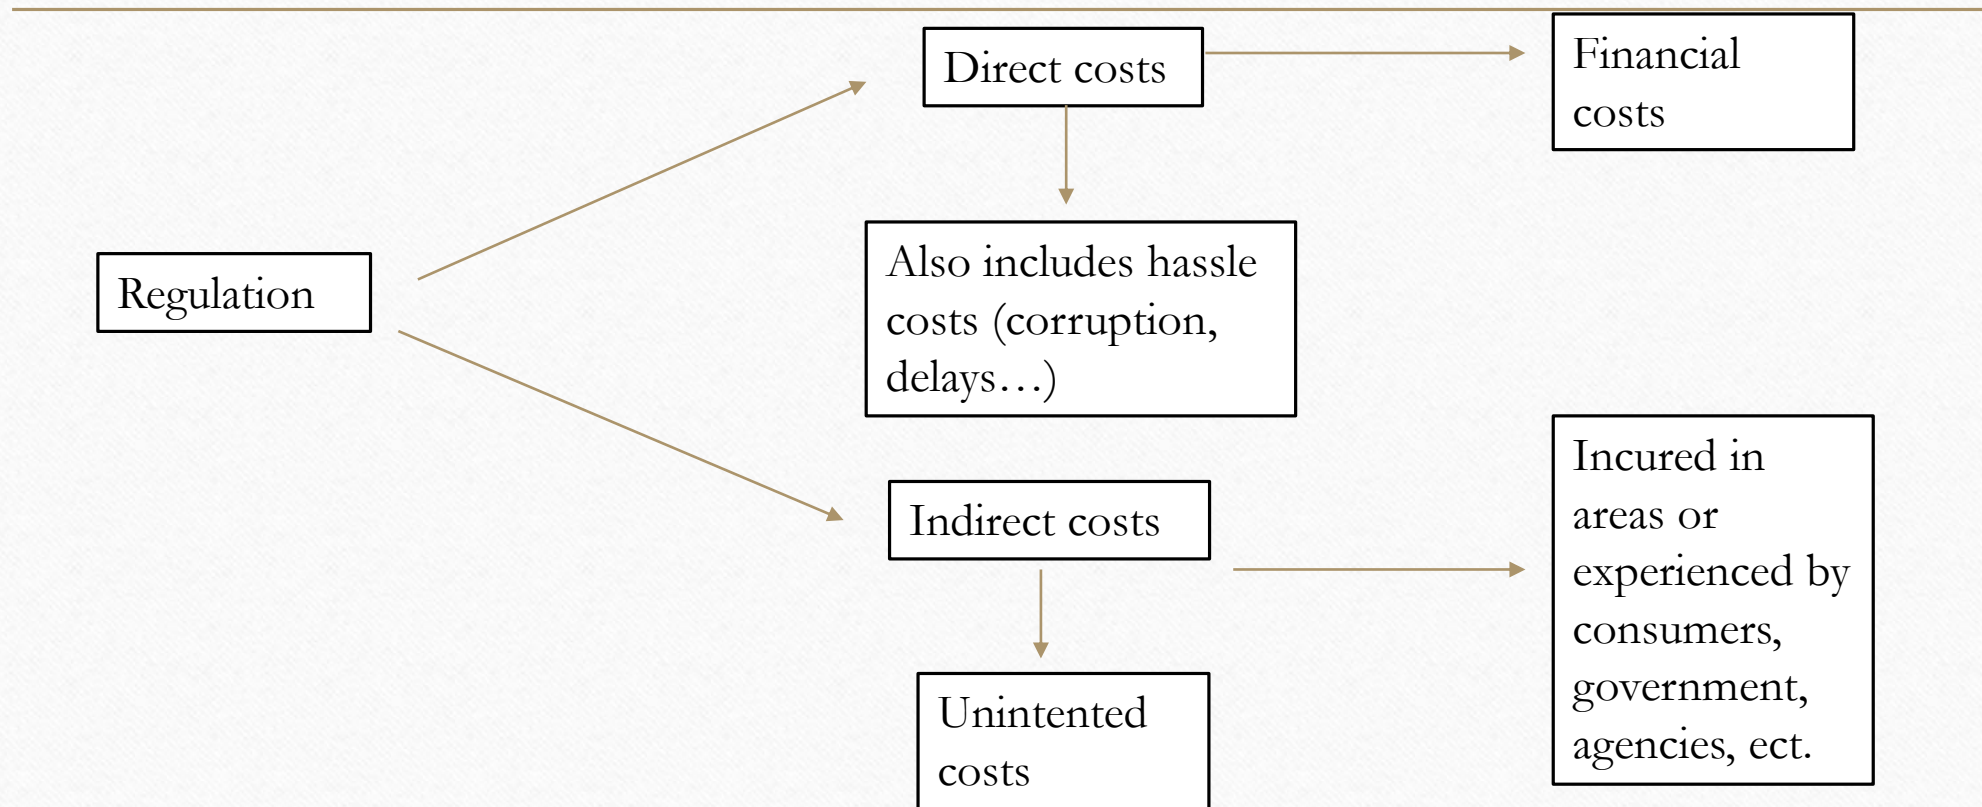 Direct costs
Financial
costs
Regulation
Also includes hassle
costs (corruption,
delays…)
Indirect costs
Incured in
areas or
experienced by
consumers,
government,
agencies, ect.
Unintented
costs